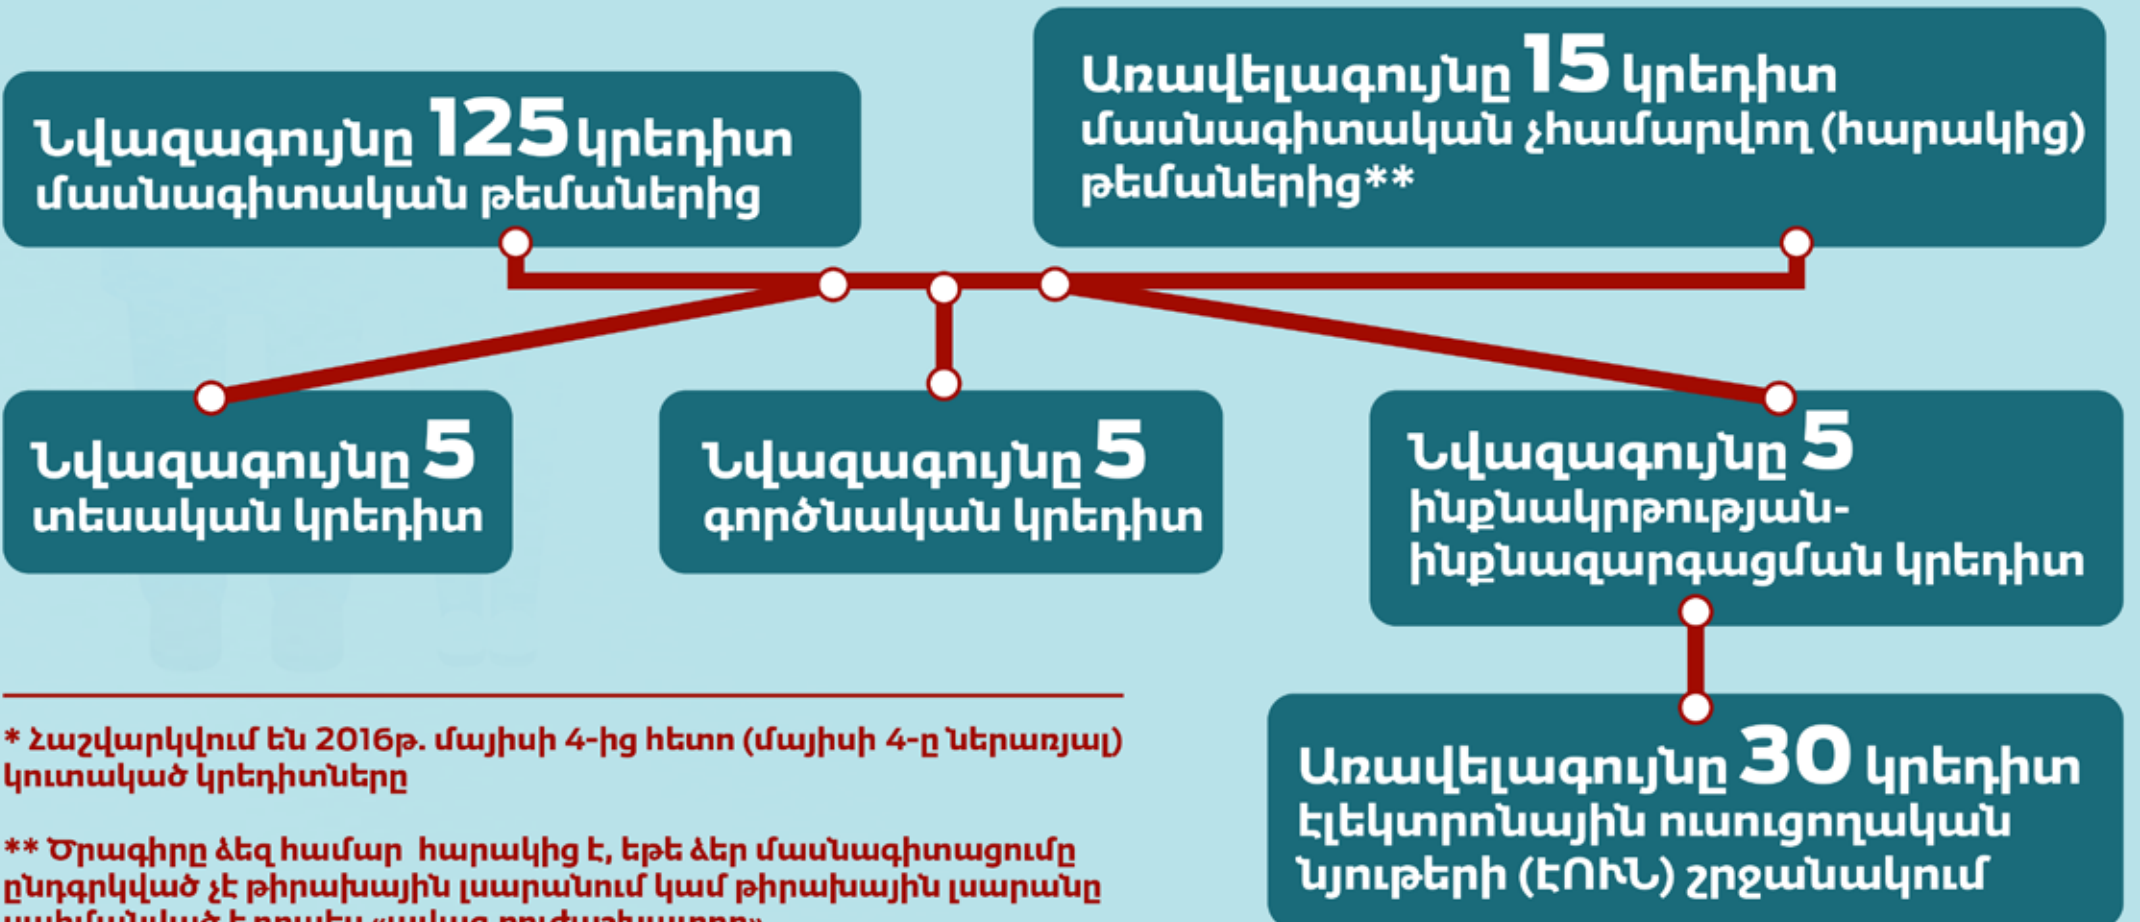 Նվազագույնը 125 կրեդիտ
մասնագիտական թեմաներից
Առավելագույնը 15 կրեդիտ
մասնագիտական չհամարվող (հարակից)
թեմաներից**
Նվազագույնը 5
տեսական կրեդիտ
Նվազագույնը 5
գործնական կրեդիտ
Նվազագույնը 5
ինքնակրթության-
ինքնազարգացման կրեդիտ
Առավելագույնը 30 կրեդիտ
էլեկտրոնային ուսուցողական
նյութերի (ԷՈՒՆ) շրջանակում
* Հաշվարկվում են 2016թ. մայիսի 4-ից հետո (մայիսի 4-ը ներառյալ)
կուտակած կրեդիտները
** Ծրագիրը ձեզ համար հարակից է, եթե ձեր մասնագիտացումը
ընդգրկված չէ թիրախային լսարանում կամ թիրախային լսարանը